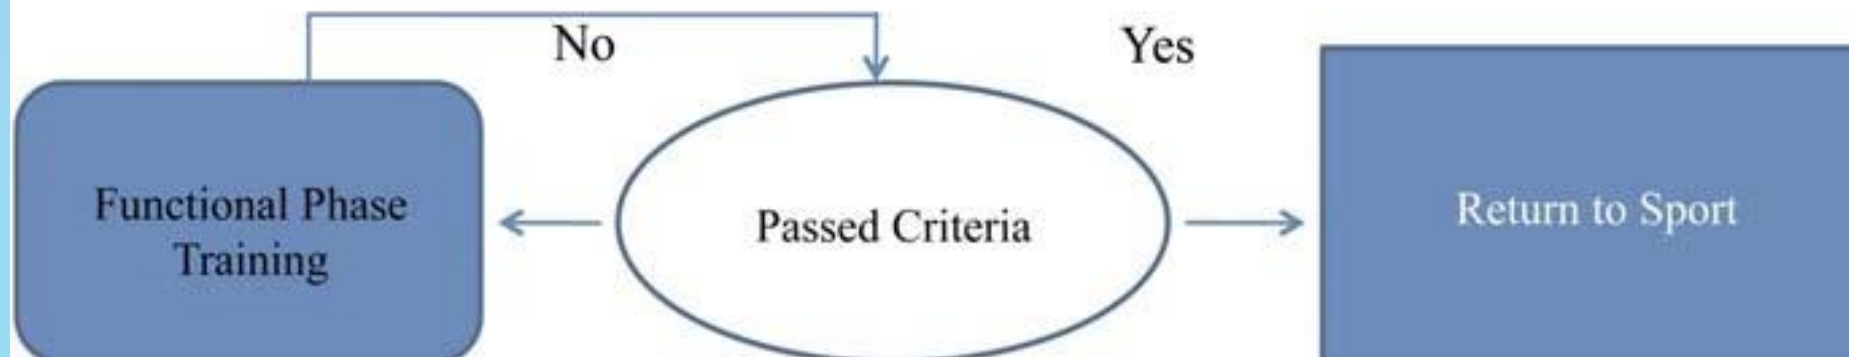 No
Yes
Functional Phase
Training
Passed Criteria
Return to Sport